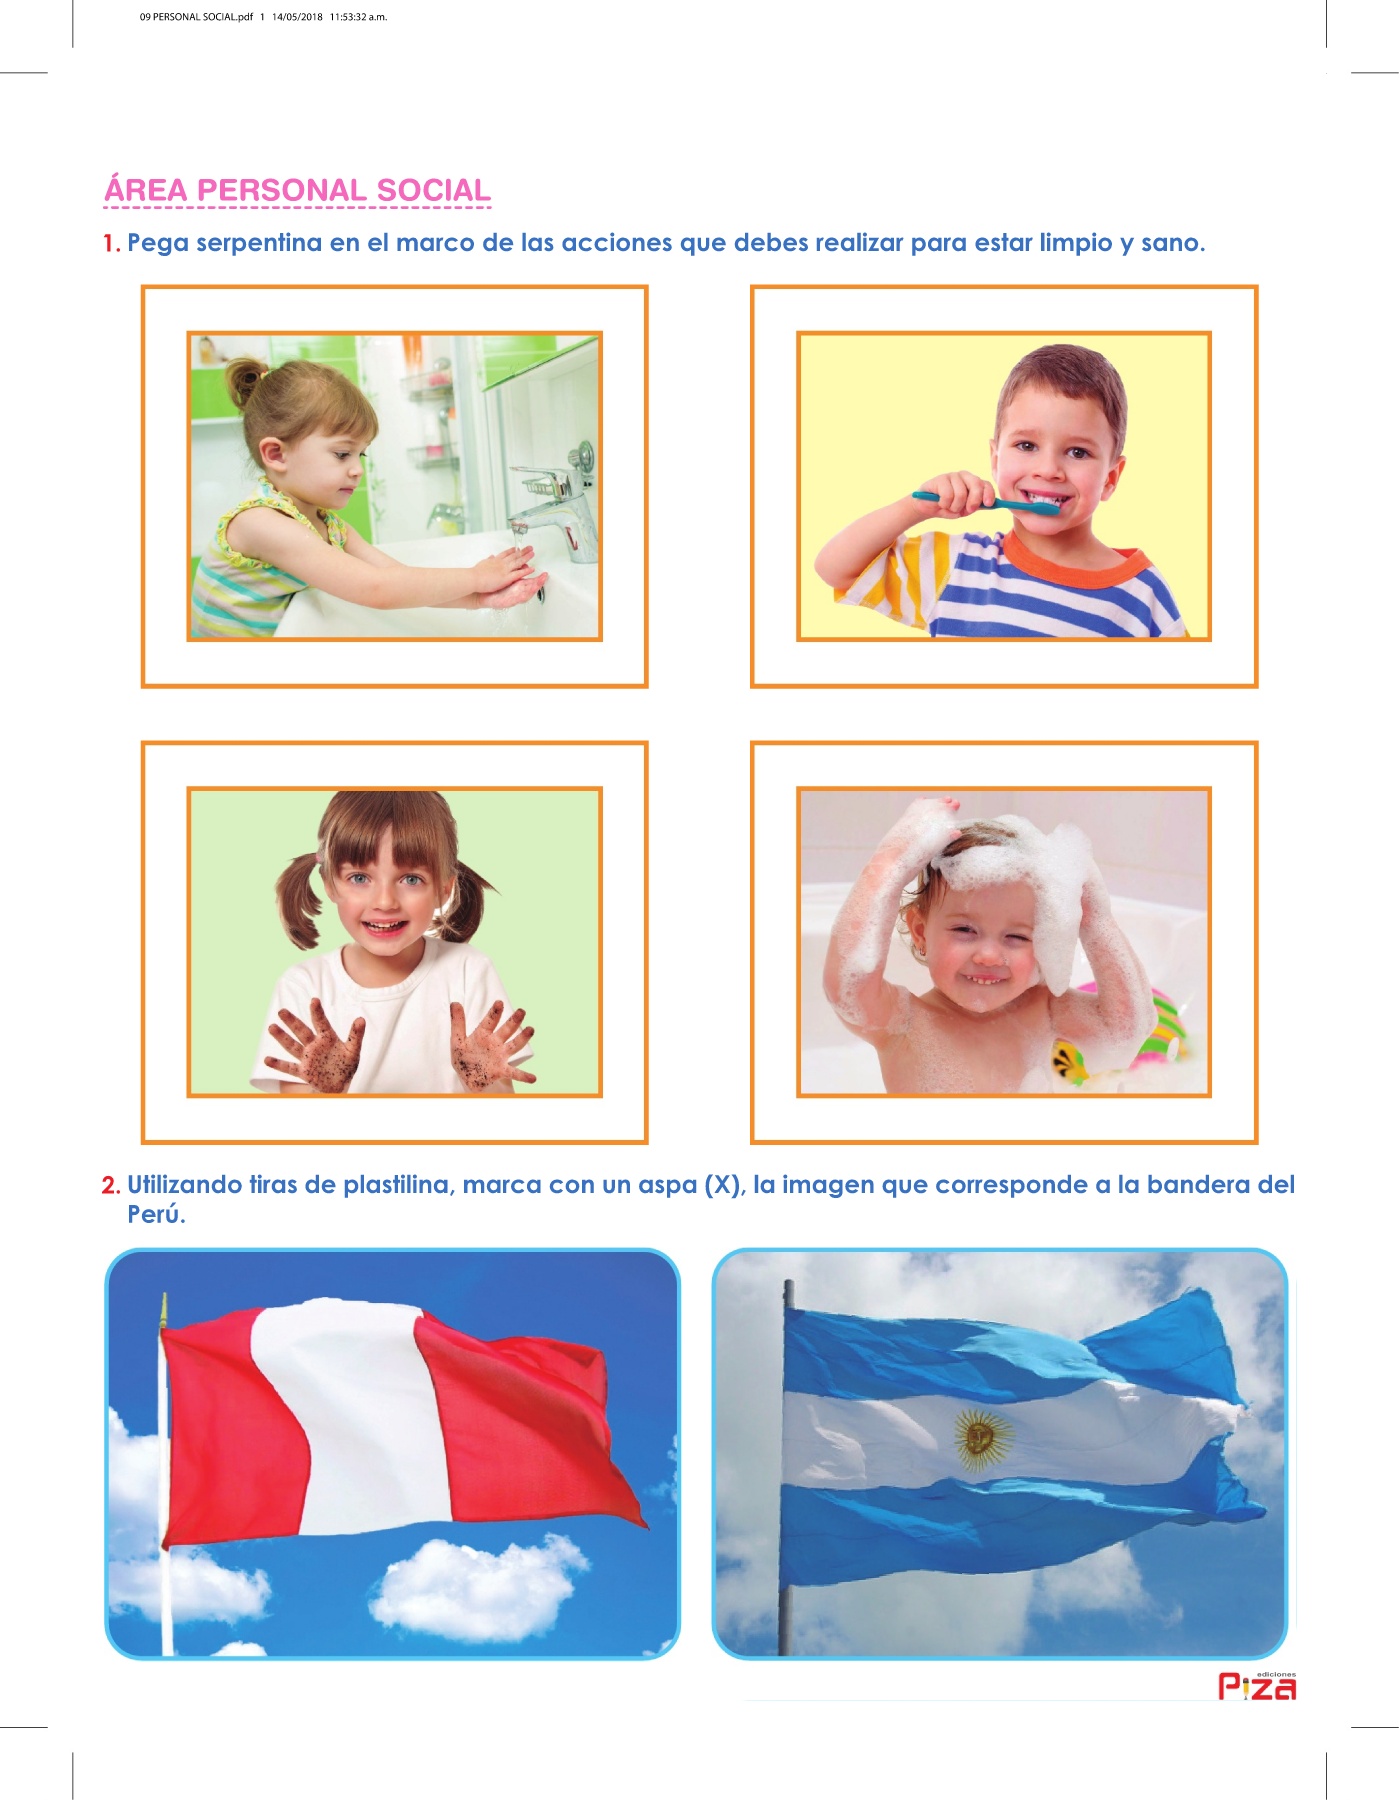 09 PERSONAL SOCIAL.pdf   1   14/05/2018   11:53:32 a.m.
ÁREA PERSONAL SOCIAL
1. Pega serpentina en el marco de las acciones que debes realizar para estar limpio y sano.
2. Utilizando tiras de plastilina, marca con un aspa (X), la imagen que corresponde a la bandera del
Perú.
ediciones
Piza